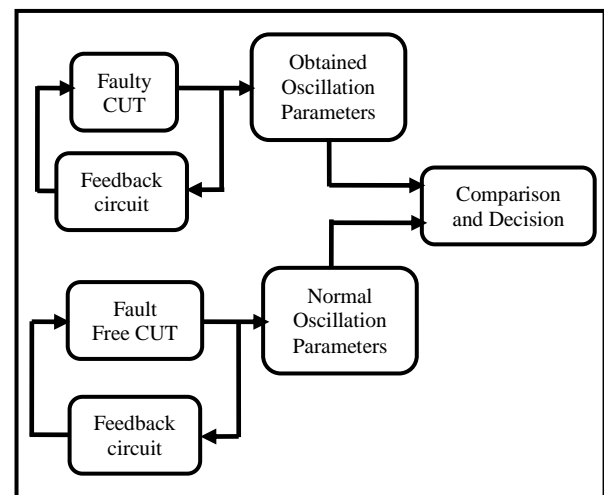 Faulty
CUT
Obtained
Oscillation
Parameters
Feedback
circuit
Comparison
and Decision
Fault
Free CUT
Normal
Oscillation
Parameters
Feedback
circuit